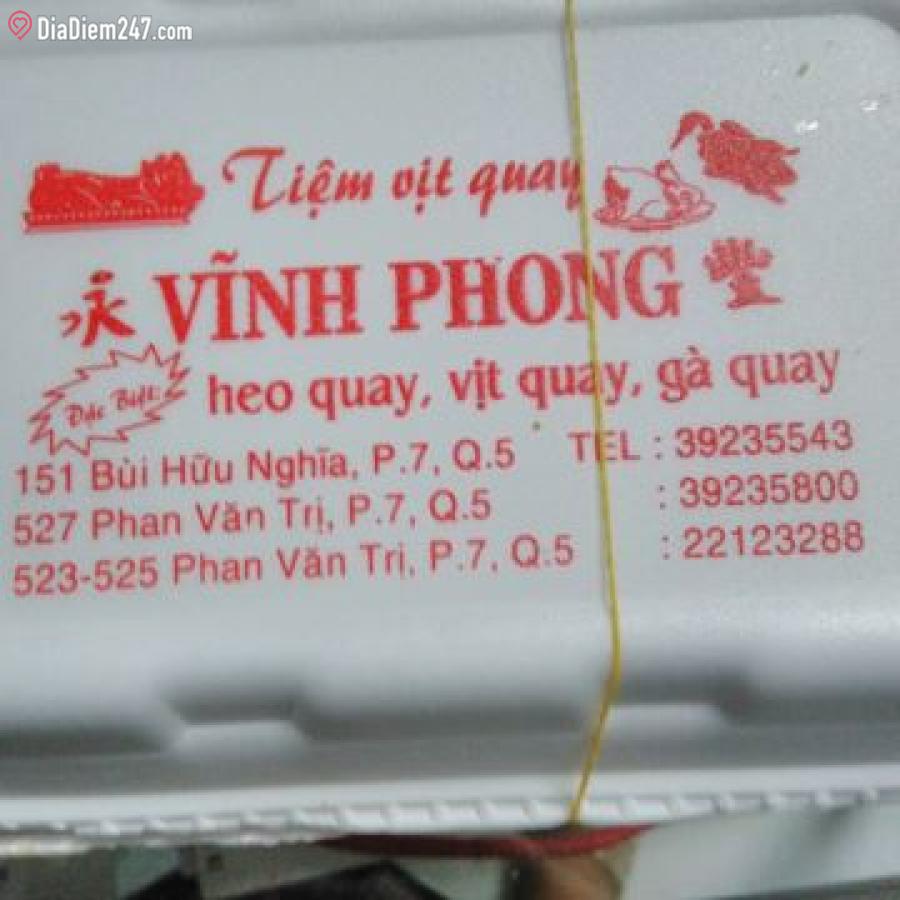 DiaDiem247.com
Tiệm vịt quay
永 VĨNH PHONG 豐
Đặc Biệt:
heo quay, vịt quay, gà quay
151 Bùi Hữu Nghĩa, P.7, Q.5 TEL : 39235543
527 Phan Văn Trị, P.7, Q.5 : 39235800
523-525 Phan Văn Trị, P.7, Q.5 : 22123288